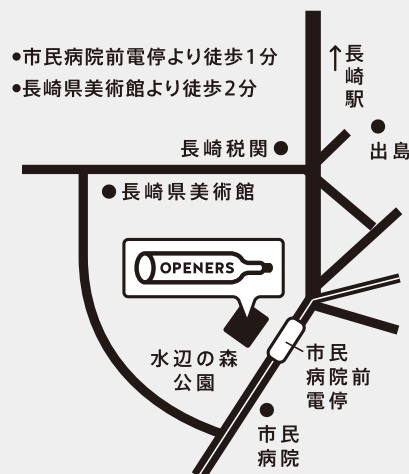 ●市民病院前電停より徒歩1分
●長崎県美術館より徒歩2分
↑長崎駅
出島
長崎税関
長崎県美術館
OPENERS
水辺の森
公園
市民
病院前
電停
市民
病院